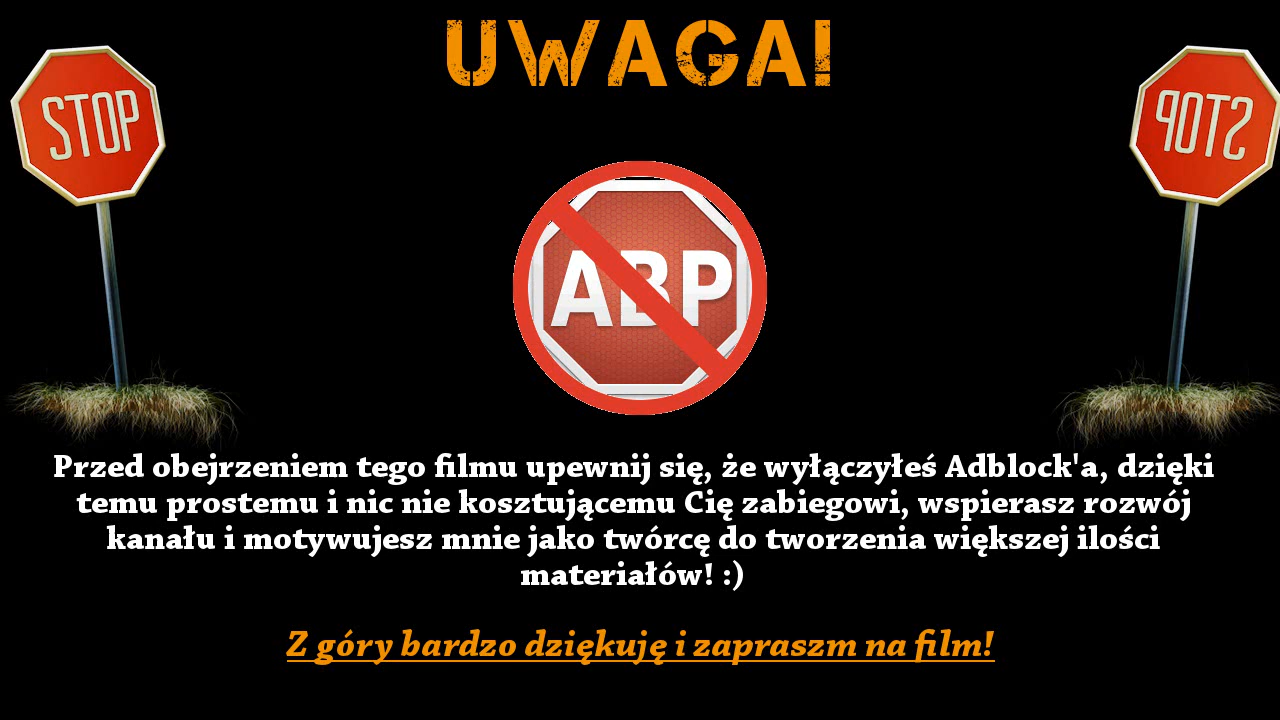 UWAGA!
STOP
STOP
ABP
Przed obejrzeniem tego filmu upewnij się, że wyłączyłeś Adblock'a, dzięki
temu prostemu i nic nie kosztującemu Cię zabiegowi, wspierasz rozwój
kanału i motywujesz mnie jako twórcę do tworzenia większej ilości
materiałów! :)
Z góry bardzo dziękuję i zapraszm na film!